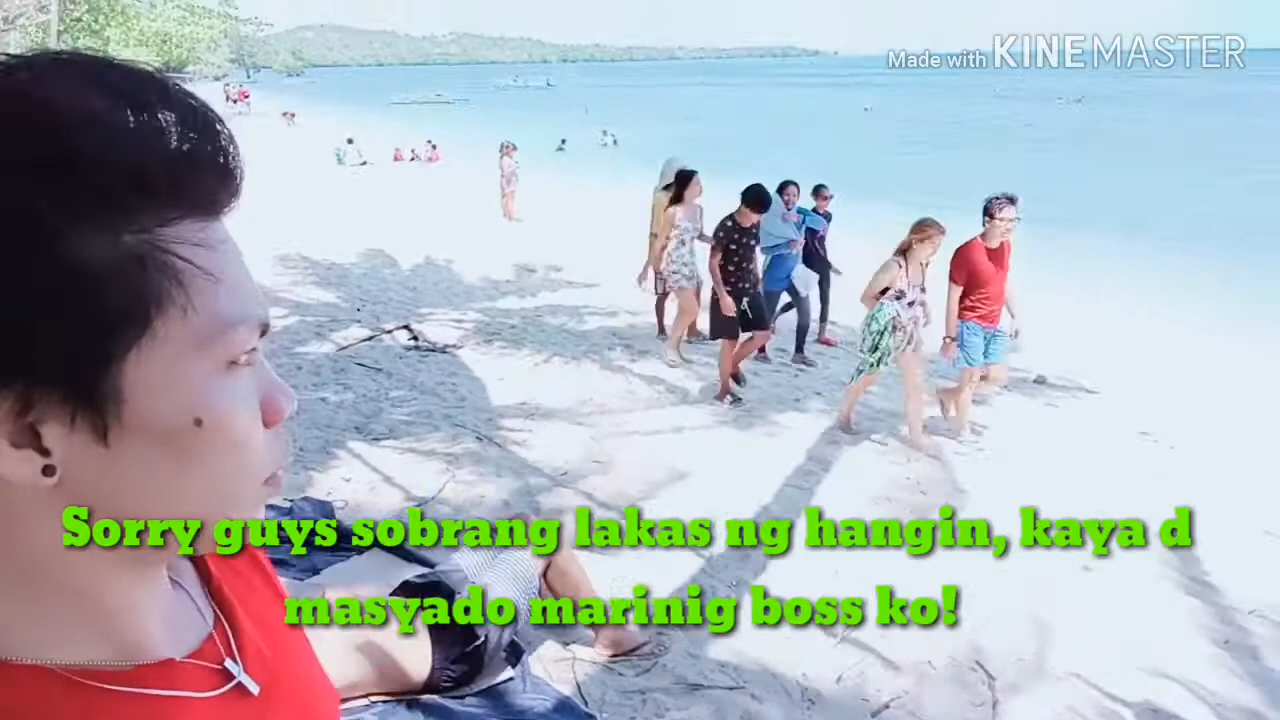 Made with KINEMASTER
Sorry guys sobrang lakas ng hangin, kaya d
masyado marinig boss ko!